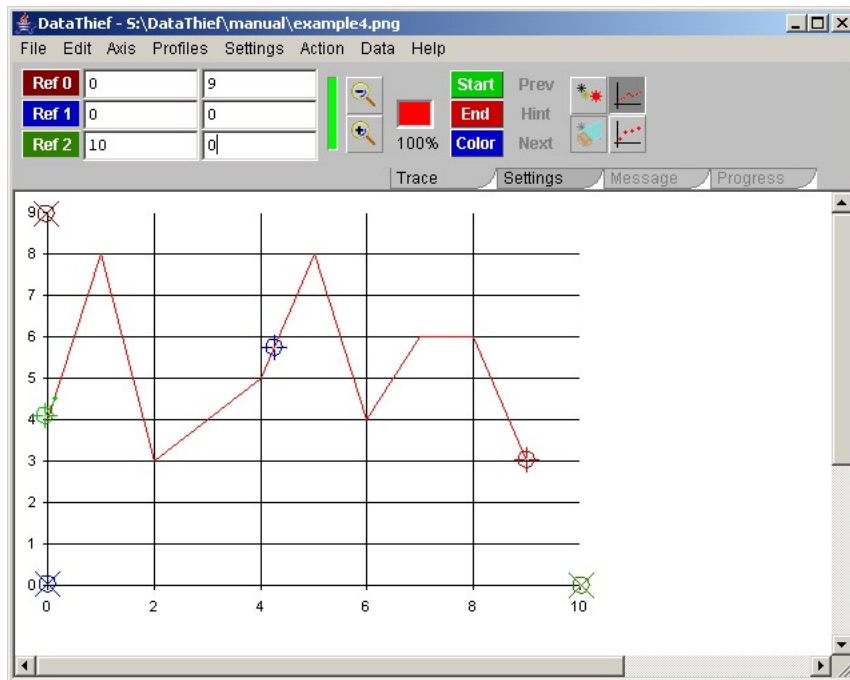 DataThief - S:\DataThief\manual\example4.png
File Edit Axis Profiles Settings Action Data Help
Ref 0 0 9 Start Prev
Ref 1 0 0 End Hint
Ref 2 10 0 100% Color Next
Trace Settings Message Progress
9
8
7
6
5
4
3
2
1
0
0 2 4 6 8 10